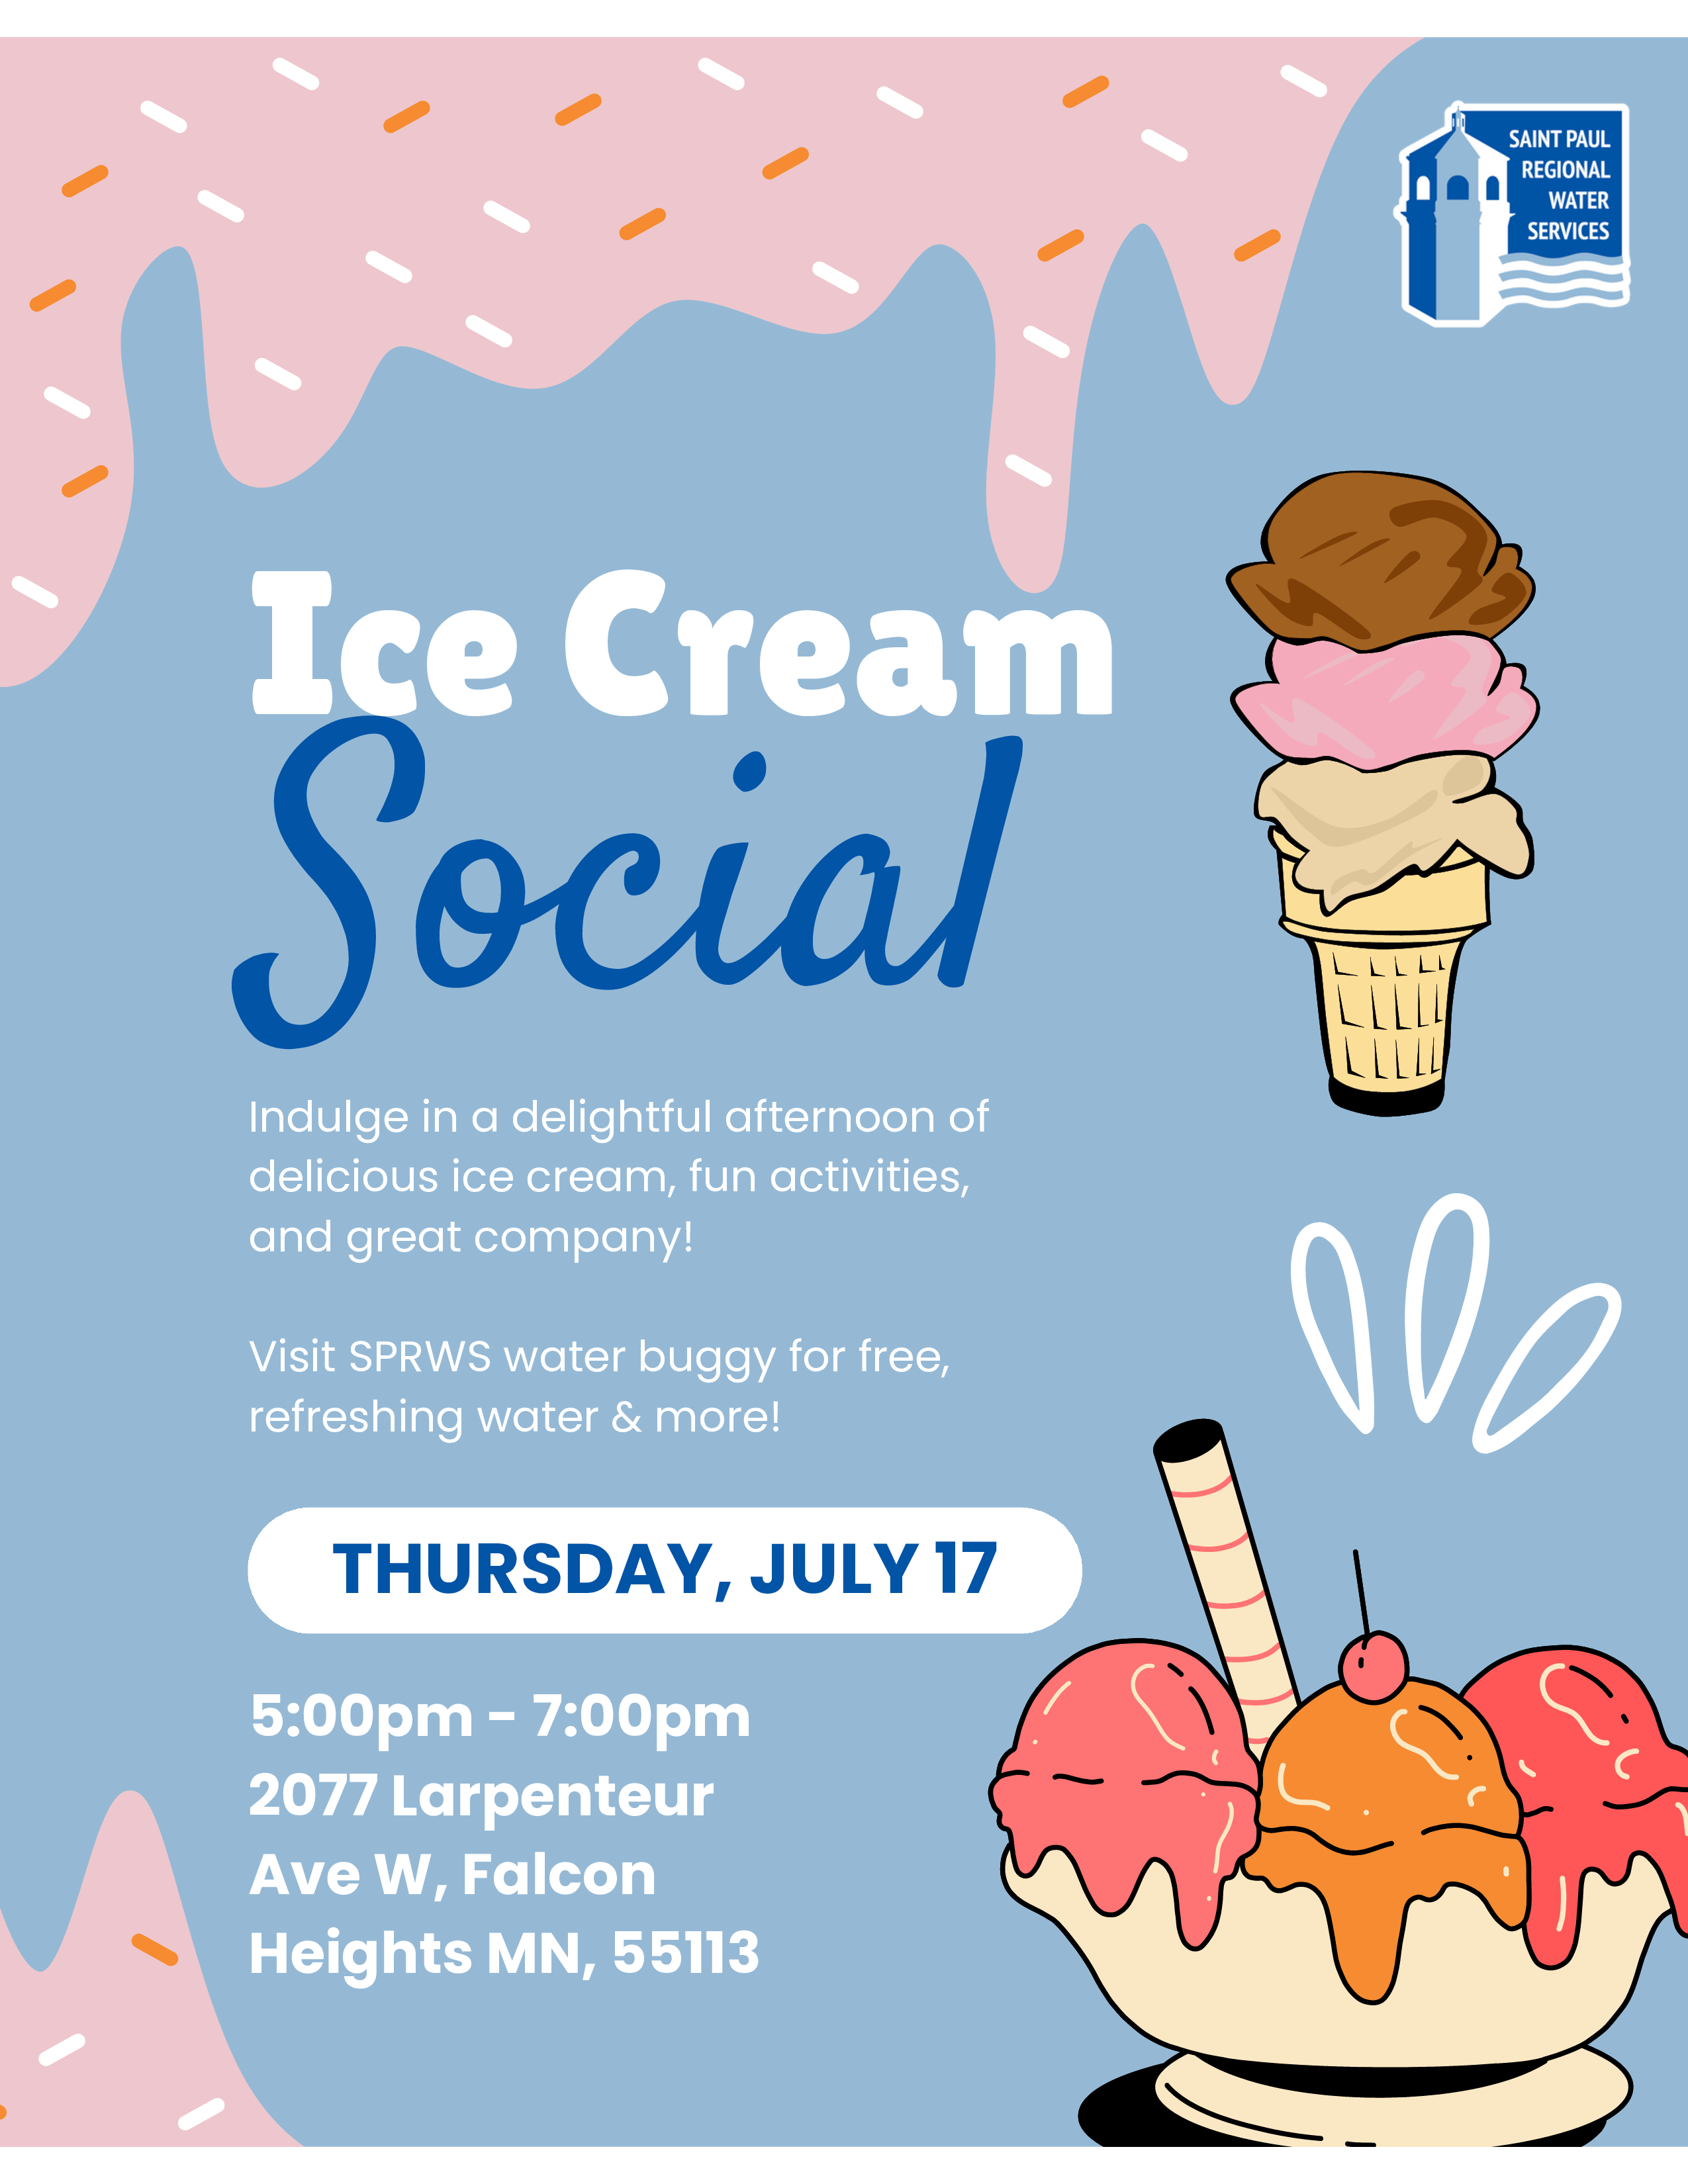 SAINT PAUL
REGIONAL
WATER
SERVICES
Ice Cream
Social
Indulge in a delightful afternoon of
delicious ice cream, fun activities,
and great company!
Visit SPRWS water buggy for free,
refreshing water & more!
THURSDAY, JULY 17
5:00pm - 7:00pm
2077 Larpenteur
Ave W, Falcon
Heights MN, 55113